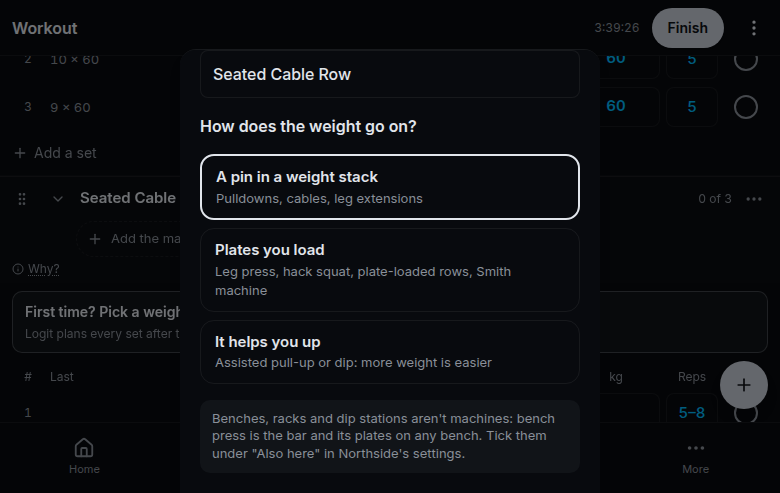 Workout
3:39:26
Finish
2 10 × 60 60 5
3 9 × 60 60 5
Add a set
Seated Cable
0 of 3
Add the ma
Why?
First time? Pick a weigh
Logit plans every set after t
# Last kg Reps
1 5–8
Home
More
Seated Cable Row
How does the weight go on?
A pin in a weight stack
Pulldowns, cables, leg extensions
Plates you load
Leg press, hack squat, plate-loaded rows, Smith
machine
It helps you up
Assisted pull-up or dip: more weight is easier
Benches, racks and dip stations aren't machines: bench
press is the bar and its plates on any bench. Tick them
under "Also here" in Northside's settings.